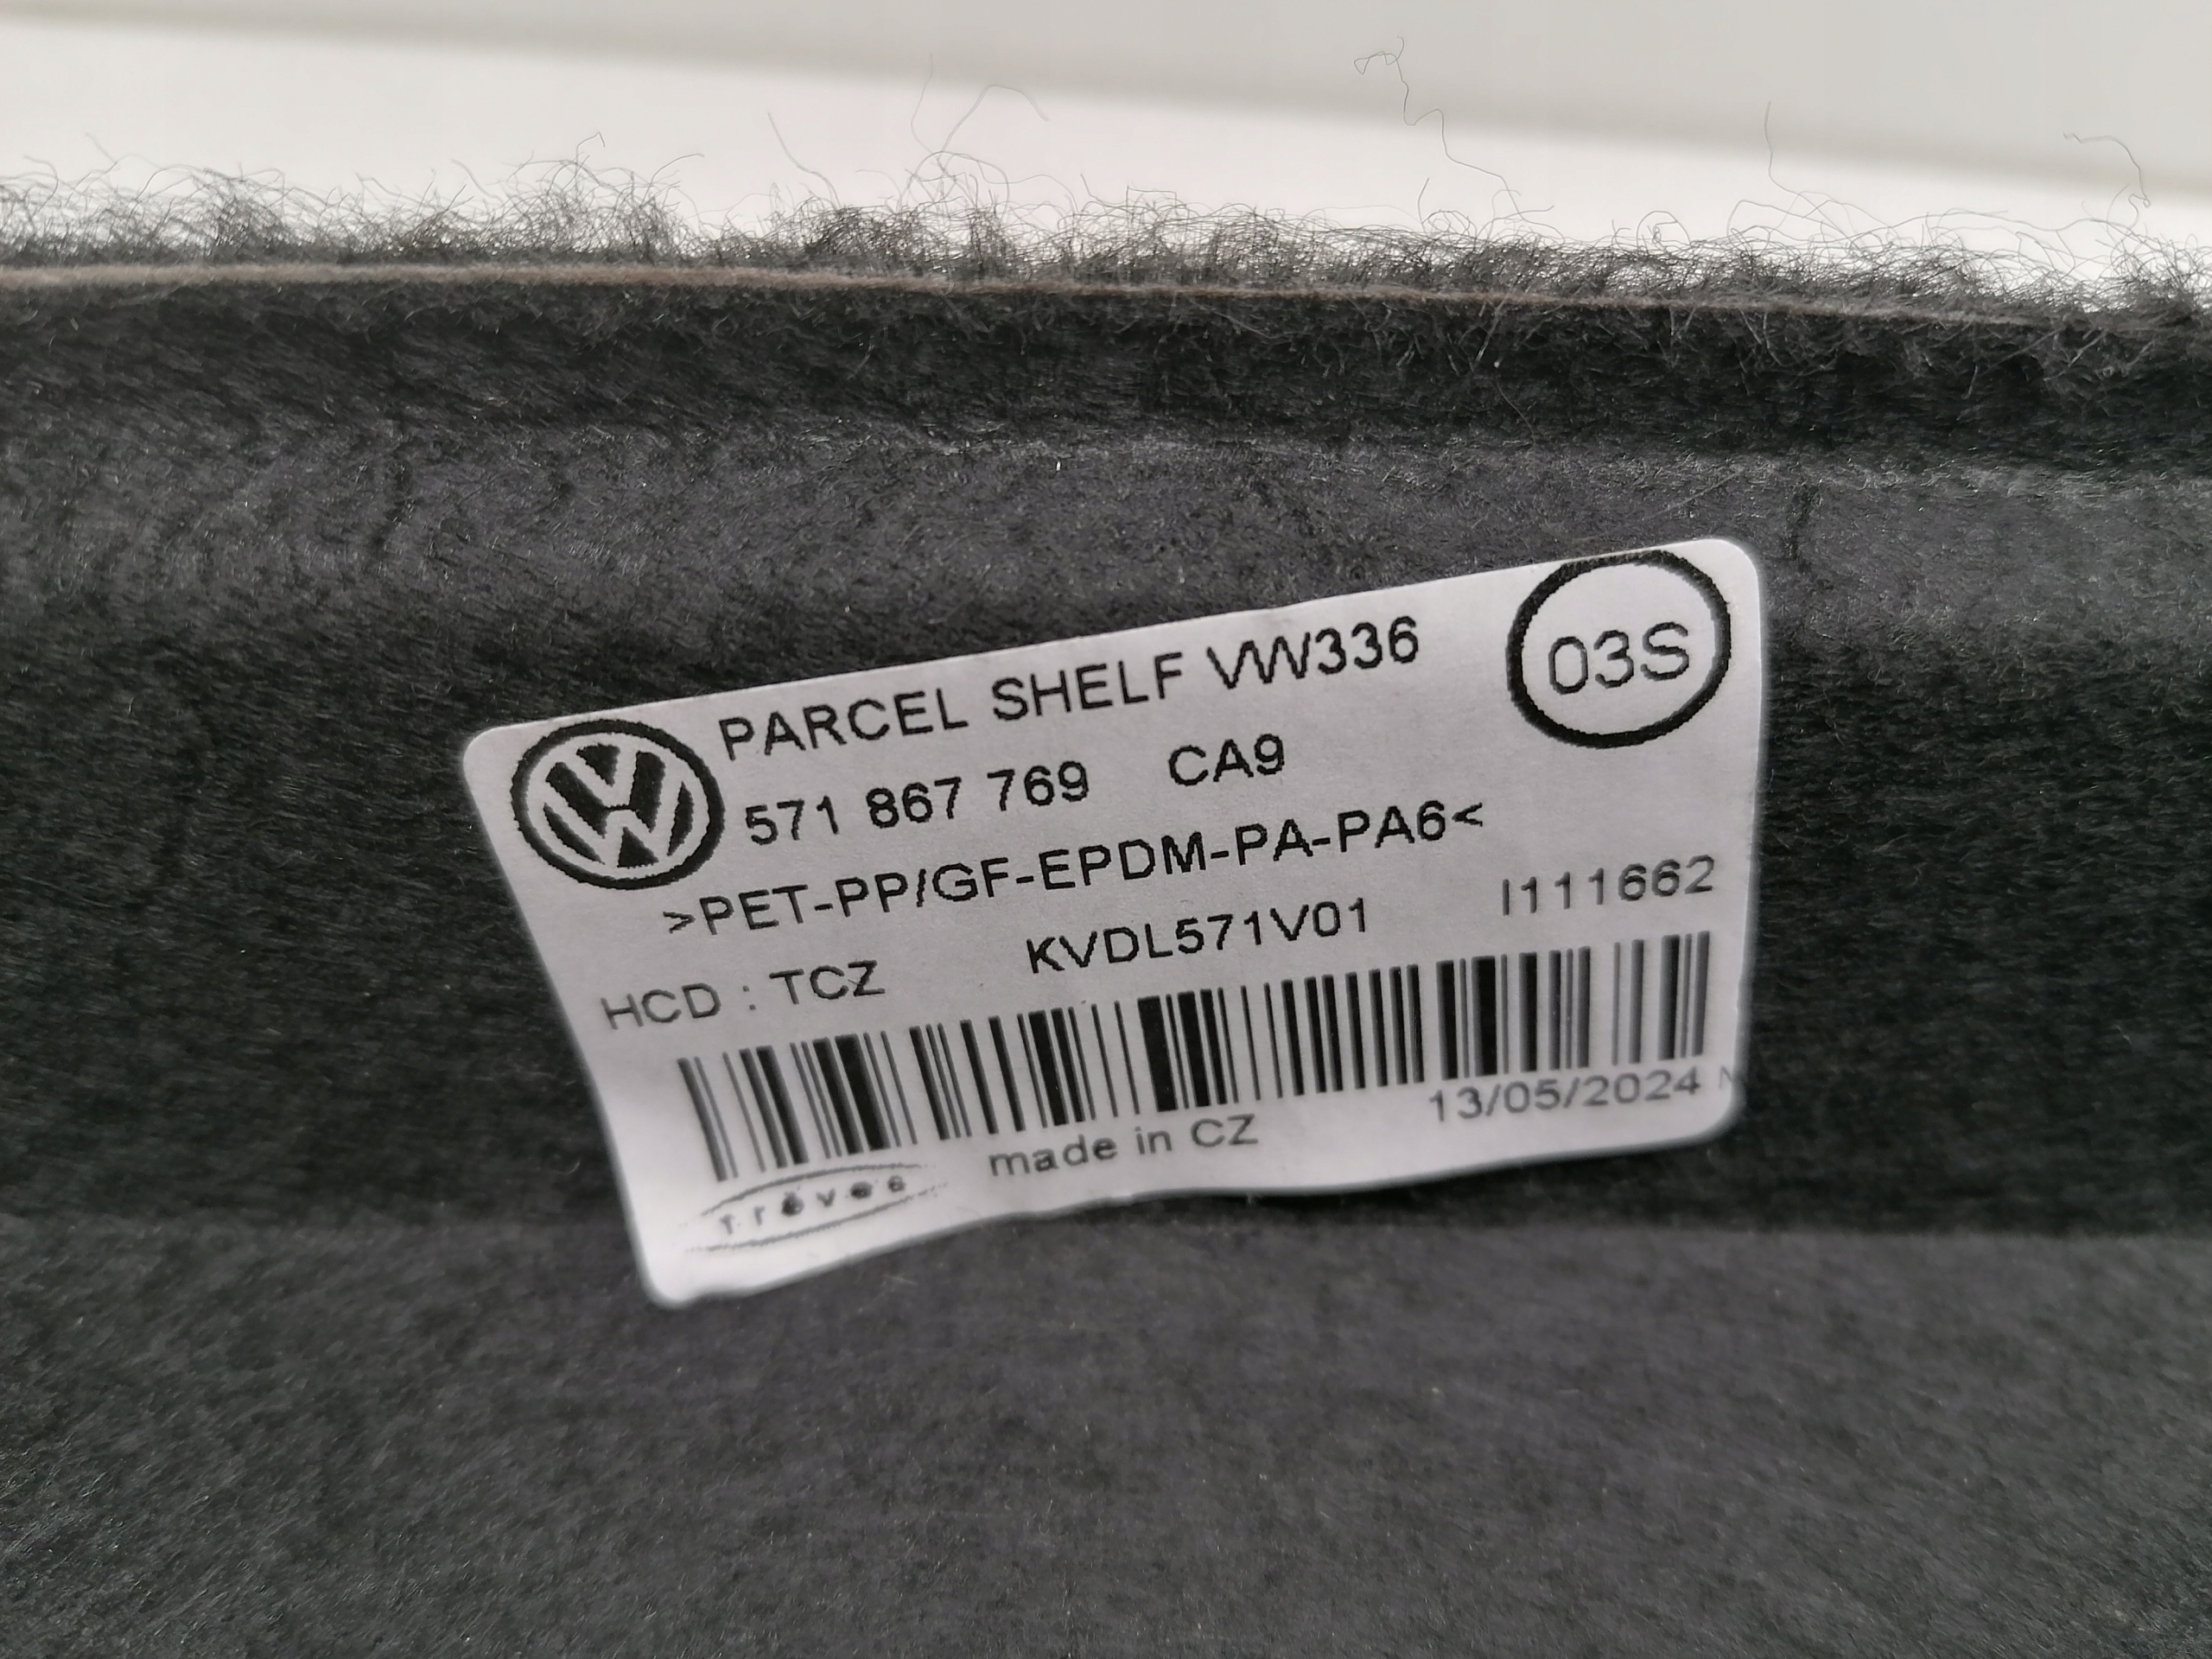 PARCEL SHELF VW336
03S
571 867 769 CA9
>PET-PP/GF-EPDM-PA-PA6<
HCD : TCZ KVDL571V01 I111662
13/05/2024
made in CZ
Trèves